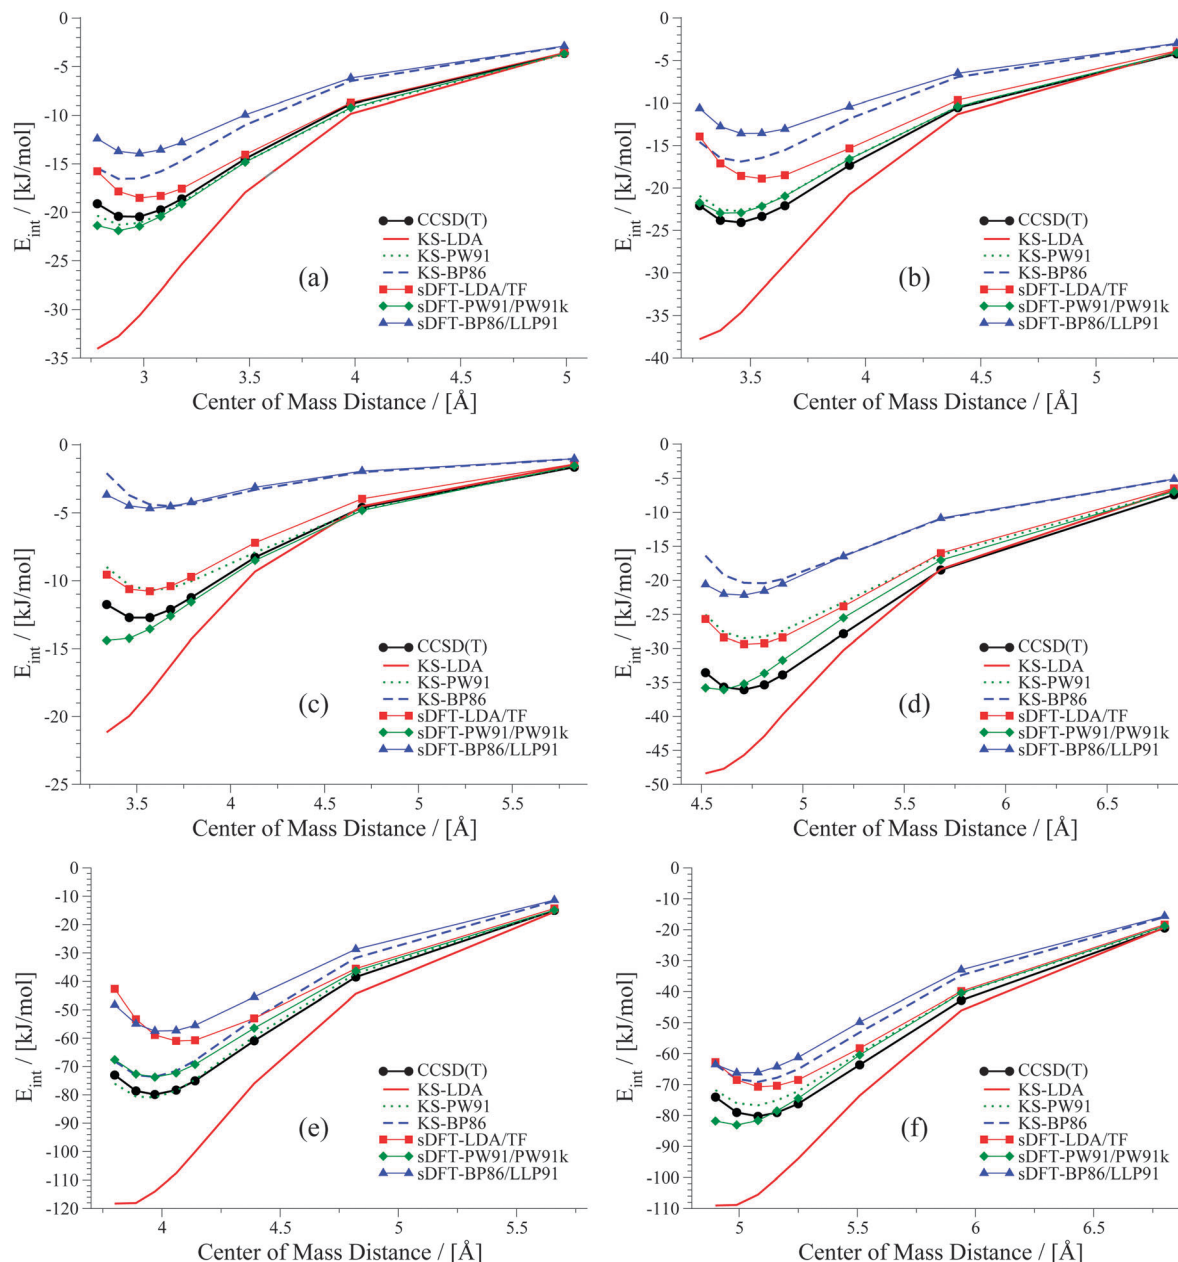 0
-5
-10
-15
-20
-25
-30
-35
E_int / [kJ/mol]
CCSD(T)
KS-LDA
KS-PW91
KS-BP86
sDFT-LDA/TF
sDFT-PW91/PW91k
sDFT-BP86/LLP91
(a)
3 3.5 4 4.5 5
Center of Mass Distance / [Å]
0
-5
-10
-15
-20
-25
-30
-35
-40
E_int / [kJ/mol]
CCSD(T)
KS-LDA
KS-PW91
KS-BP86
sDFT-LDA/TF
sDFT-PW91/PW91k
sDFT-BP86/LLP91
(b)
3.5 4 4.5 5
Center of Mass Distance / [Å]
0
-5
-10
-15
-20
-25
E_int / [kJ/mol]
CCSD(T)
KS-LDA
KS-PW91
KS-BP86
sDFT-LDA/TF
sDFT-PW91/PW91k
sDFT-BP86/LLP91
(c)
3.5 4 4.5 5 5.5
Center of Mass Distance / [Å]
0
-5
-10
-15
-20
-25
-30
-35
-40
-45
-50
E_int / [kJ/mol]
CCSD(T)
KS-LDA
KS-PW91
KS-BP86
sDFT-LDA/TF
sDFT-PW91/PW91k
sDFT-BP86/LLP91
(d)
4.5 5 5.5 6 6.5
Center of Mass Distance / [Å]
0
-10
-20
-30
-40
-50
-60
-70
-80
-90
-100
-110
-120
E_int / [kJ/mol]
CCSD(T)
KS-LDA
KS-PW91
KS-BP86
sDFT-LDA/TF
sDFT-PW91/PW91k
sDFT-BP86/LLP91
(e)
4 4.5 5 5.5
Center of Mass Distance / [Å]
0
-10
-20
-30
-40
-50
-60
-70
-80
-90
-100
-110
E_int / [kJ/mol]
CCSD(T)
KS-LDA
KS-PW91
KS-BP86
sDFT-LDA/TF
sDFT-PW91/PW91k
sDFT-BP86/LLP91
(f)
5 5.5 6 6.5
Center of Mass Distance / [Å]